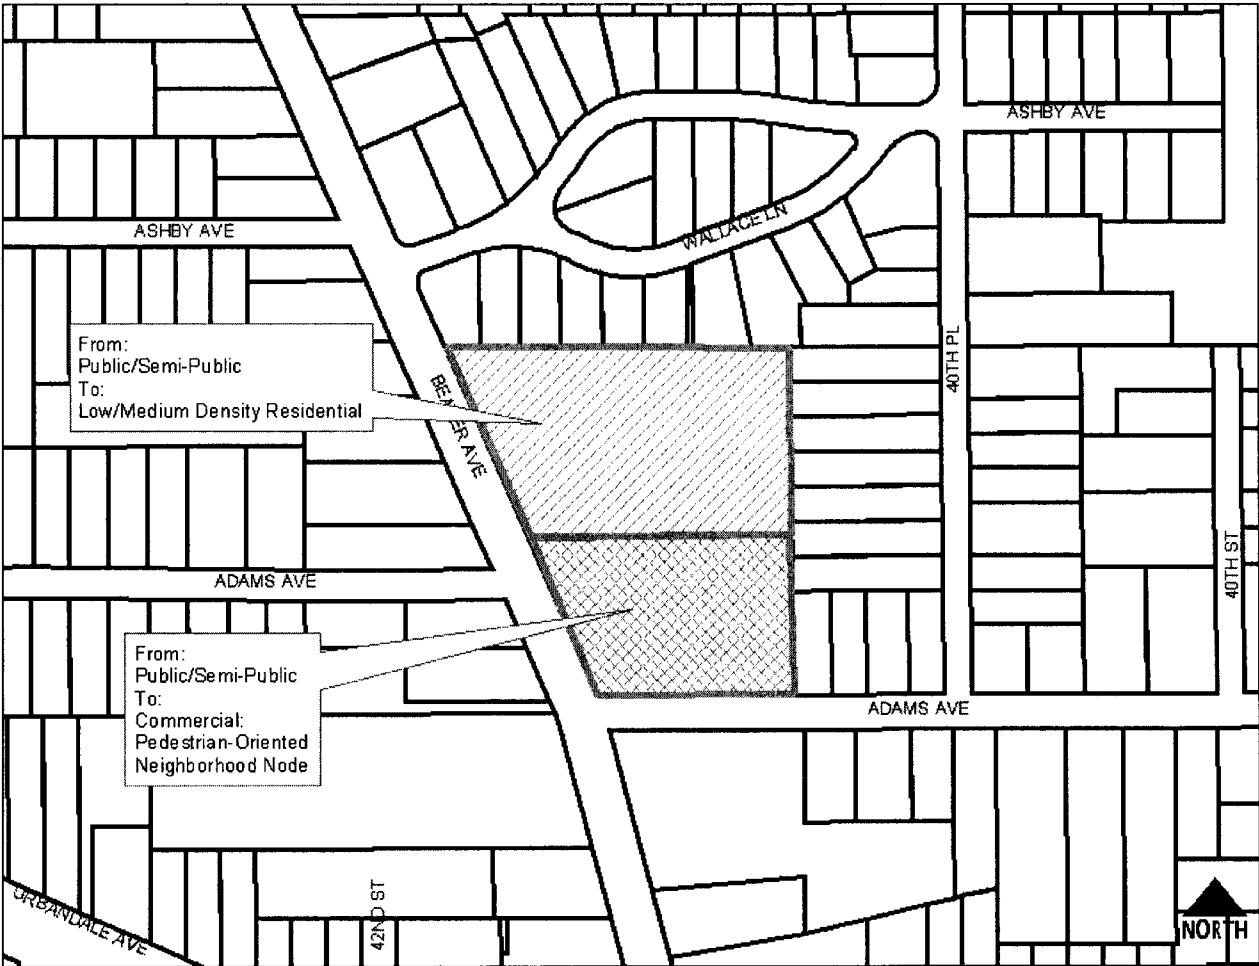 ASHBY AVE
ASHBY AVE
WALLACE LN
From:
Public/Semi-Public
To:
Low/Medium Density Residential
BEAVER AVE
40TH PL
40TH ST
ADAMS AVE
From:
Public/Semi-Public
To:
Commercial:
Pedestrian-Oriented
Neighborhood Node
ADAMS AVE
42ND ST
URBANDALE AVE
NORTH